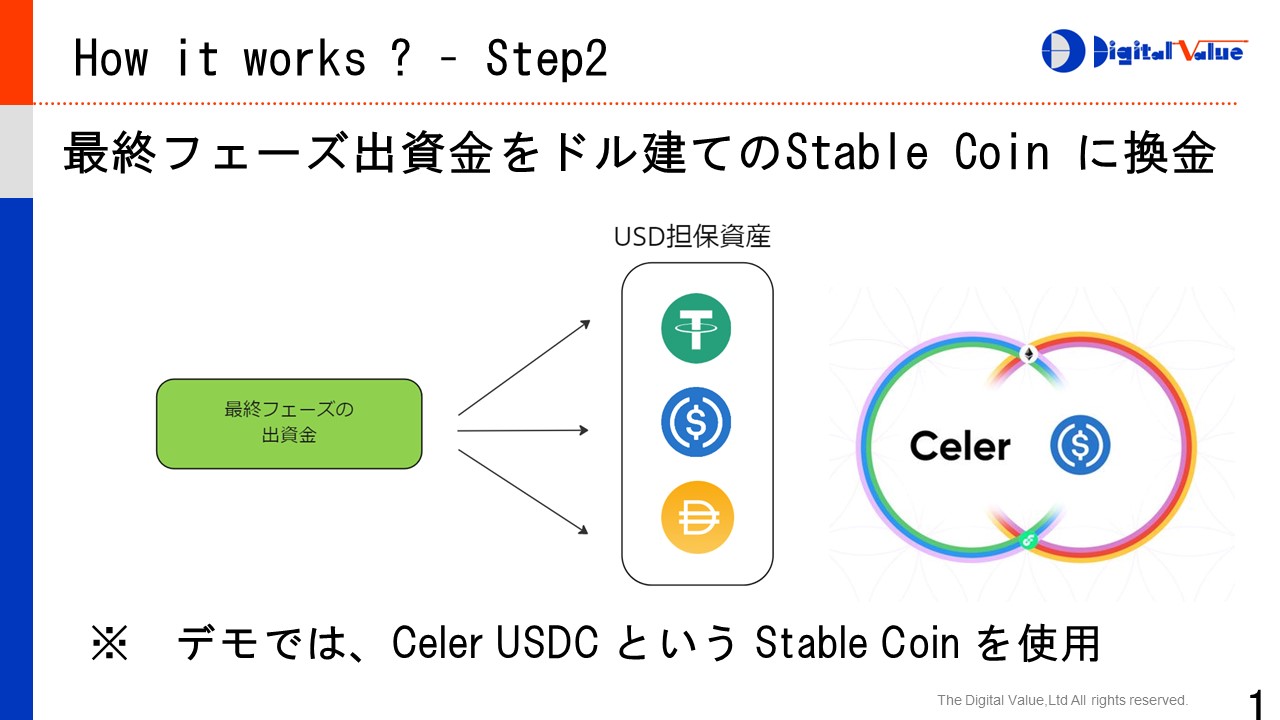 How it works ? – Step2
Digital Value
最終フェーズ出資金をドル建てのStable Coin に換金
USD担保資産
最終フェーズの
出資金
Celer
※　デモでは、Celer USDC という Stable Coin を使用
The Digital Value,Ltd All rights reserved.
1